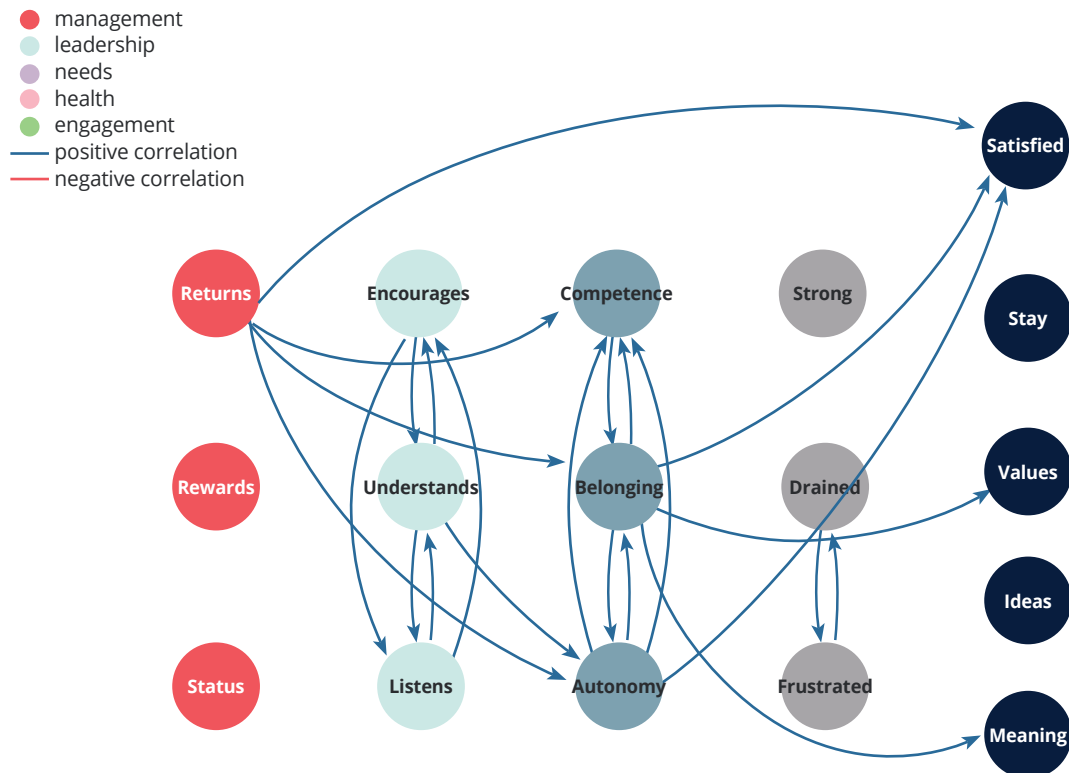 management
leadership
needs
health
engagement
positive correlation
negative correlation
Satisfied
Returns
Encourages
Competence
Strong
Stay
Rewards
Understands
Belonging
Drained
Values
Ideas
Status
Listens
Autonomy
Frustrated
Meaning